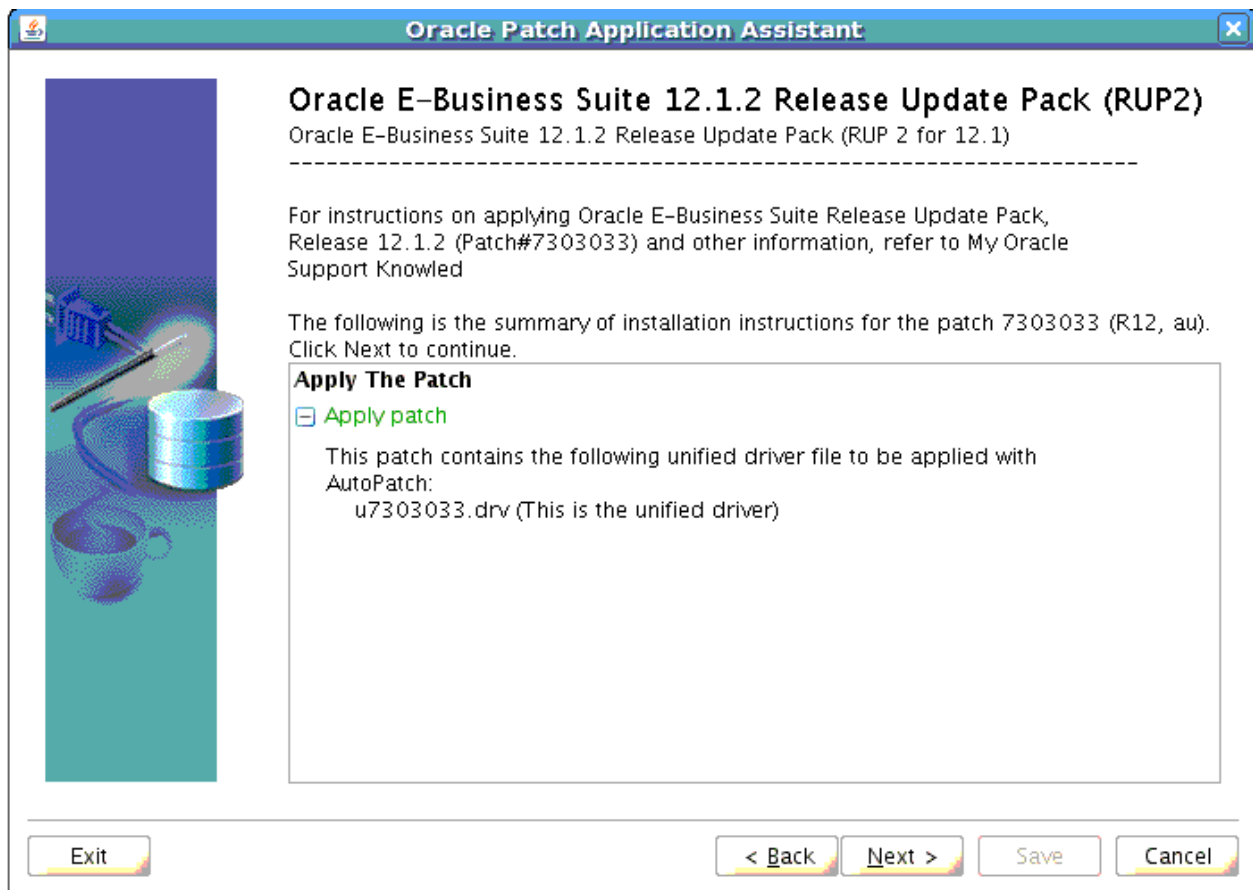 Oracle Patch Application Assistant
Oracle E-Business Suite 12.1.2 Release Update Pack (RUP2)
Oracle E-Business Suite 12.1.2 Release Update Pack (RUP 2 for 12.1)
--------------------------------------------------------------------
For instructions on applying Oracle E-Business Suite Release Update Pack,
Release 12.1.2 (Patch#7303033) and other information, refer to My Oracle
Support Knowled
The following is the summary of installation instructions for the patch 7303033 (R12, au).
Click Next to continue.
Apply The Patch
Apply patch
This patch contains the following unified driver file to be applied with
AutoPatch:
u7303033.drv (This is the unified driver)
Exit
< Back
Next >
Save
Cancel